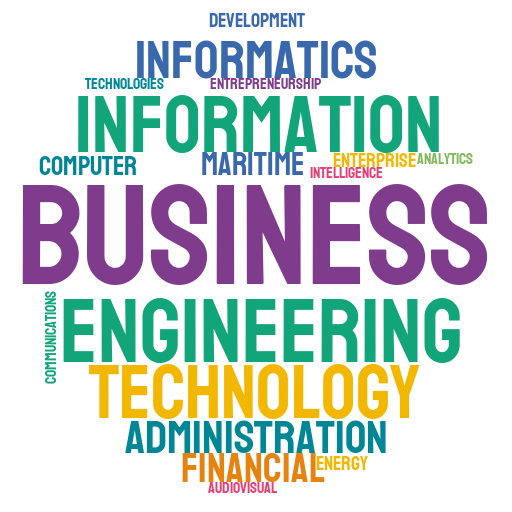 DEVELOPMENT
INFORMATICS
TECHNOLOGIES ENTREPRENEURSHIP
INFORMATION
COMPUTER MARITIME ENTERPRISE ANALYTICS
INTELLIGENCE
BUSINESS
COMMUNICATIONS
ENGINEERING
TECHNOLOGY
ADMINISTRATION
FINANCIAL ENERGY
AUDIOVISUAL